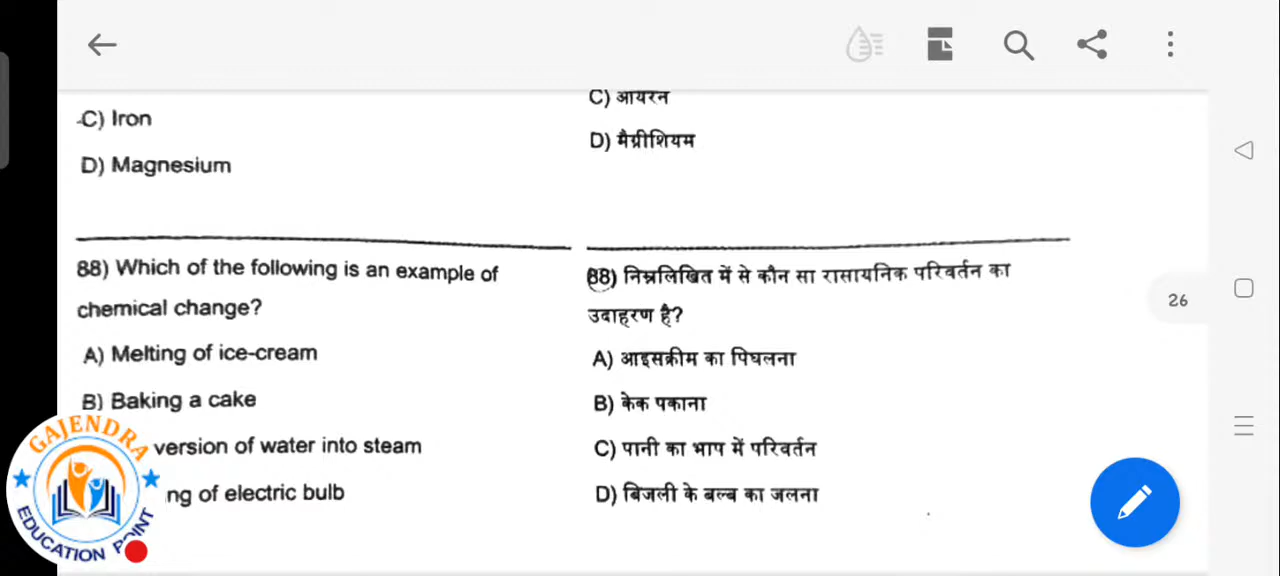 C) Iron
D) Magnesium
88) Which of the following is an example of
chemical change?
A) Melting of ice-cream
B) Baking a cake
version of water into steam
ng of electric bulb
C) आयरन
D) मैग्रीशियम
88) निम्नलिखित में से कौन सा रासायनिक परिवर्तन का
उदाहरण है?
A) आइसक्रीम का पिघलना
B) केक पकाना
C) पानी का भाप में परिवर्तन
D) बिजली के बल्ब का जलना
26
GAJENDRA
EDUCATION POINT